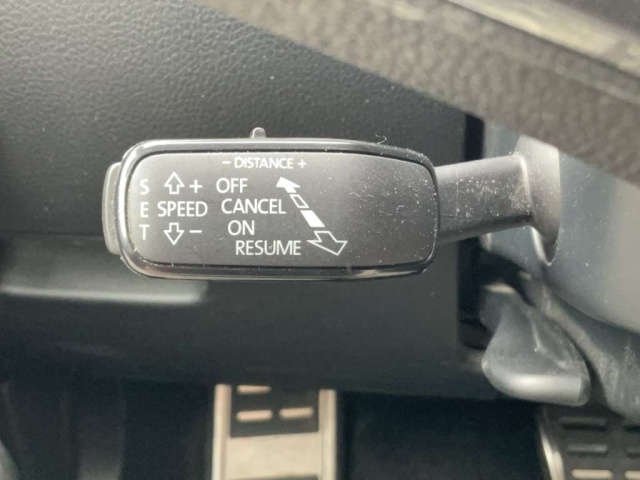 - DISTANCE +
S + OFF
E SPEED CANCEL
T - ON
RESUME